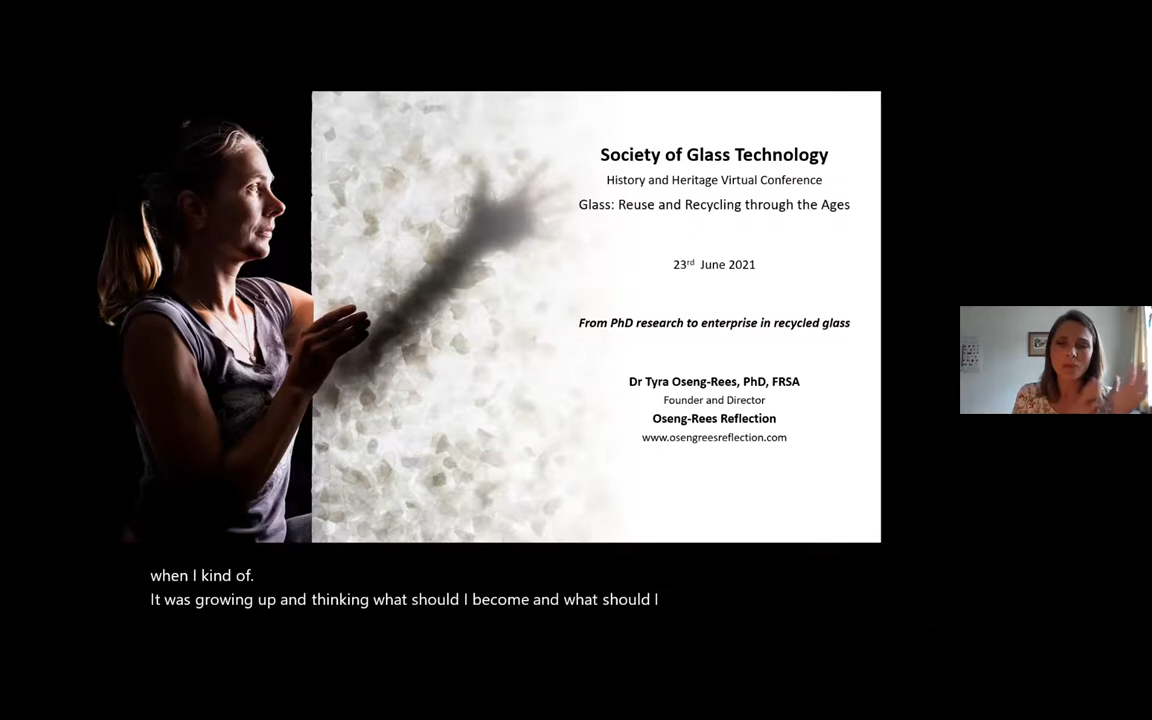 Society of Glass Technology
History and Heritage Virtual Conference
Glass: Reuse and Recycling through the Ages
23rd June 2021
From PhD research to enterprise in recycled glass
Dr Tyra Oseng-Rees, PhD, FRSA
Founder and Director
Oseng-Rees Reflection
www.osengreesreflection.com
when I kind of.
It was growing up and thinking what should I become and what should I